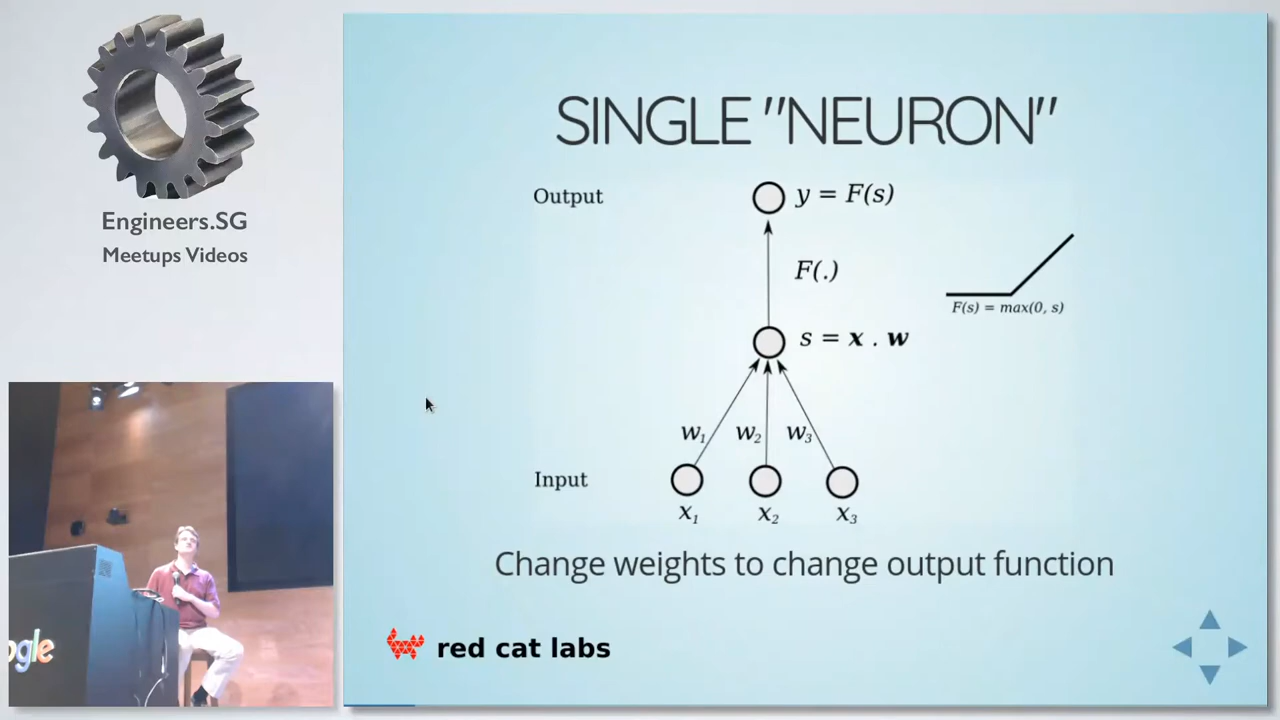 Engineers.SG
Meetups Videos
SINGLE "NEURON"
Output
y = F(s)
F(.)
F(s) = max(0, s)
s = x . w
w₁ w₂ w₃
Input
x₁ x₂ x₃
Change weights to change output function
red cat labs
ogle